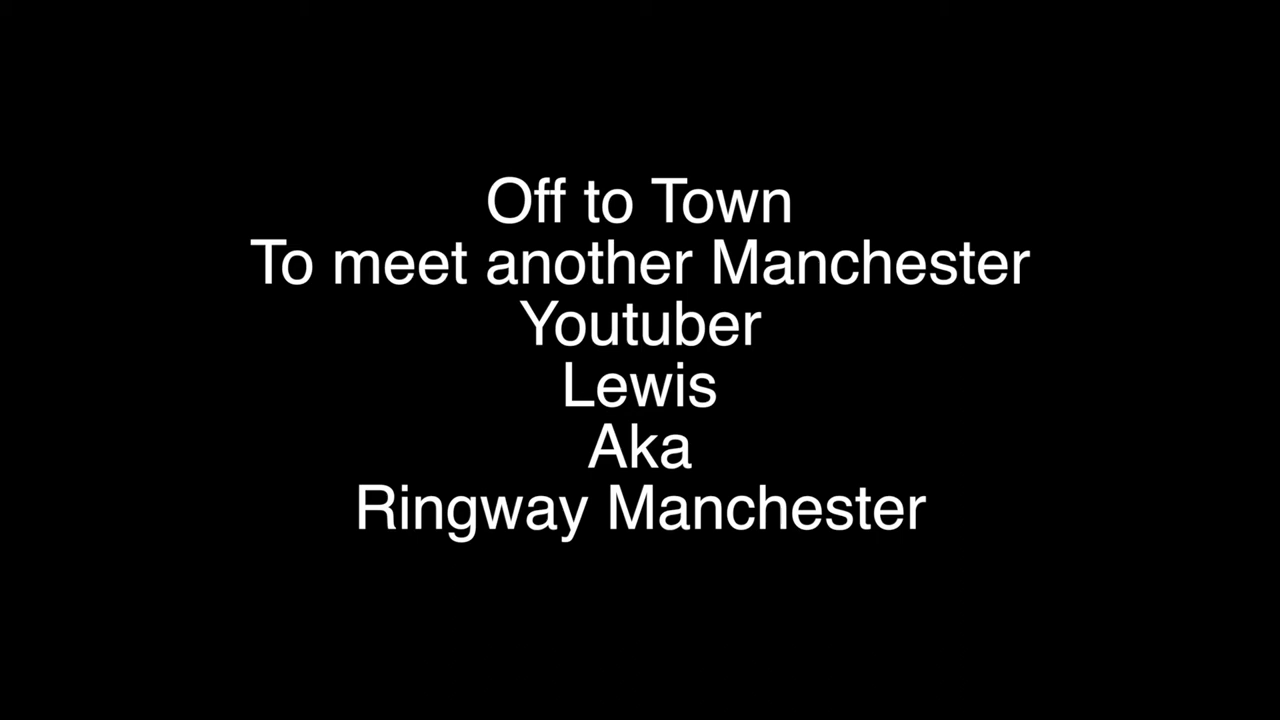 Off to Town
To meet another Manchester
Youtuber
Lewis
Aka
Ringway Manchester